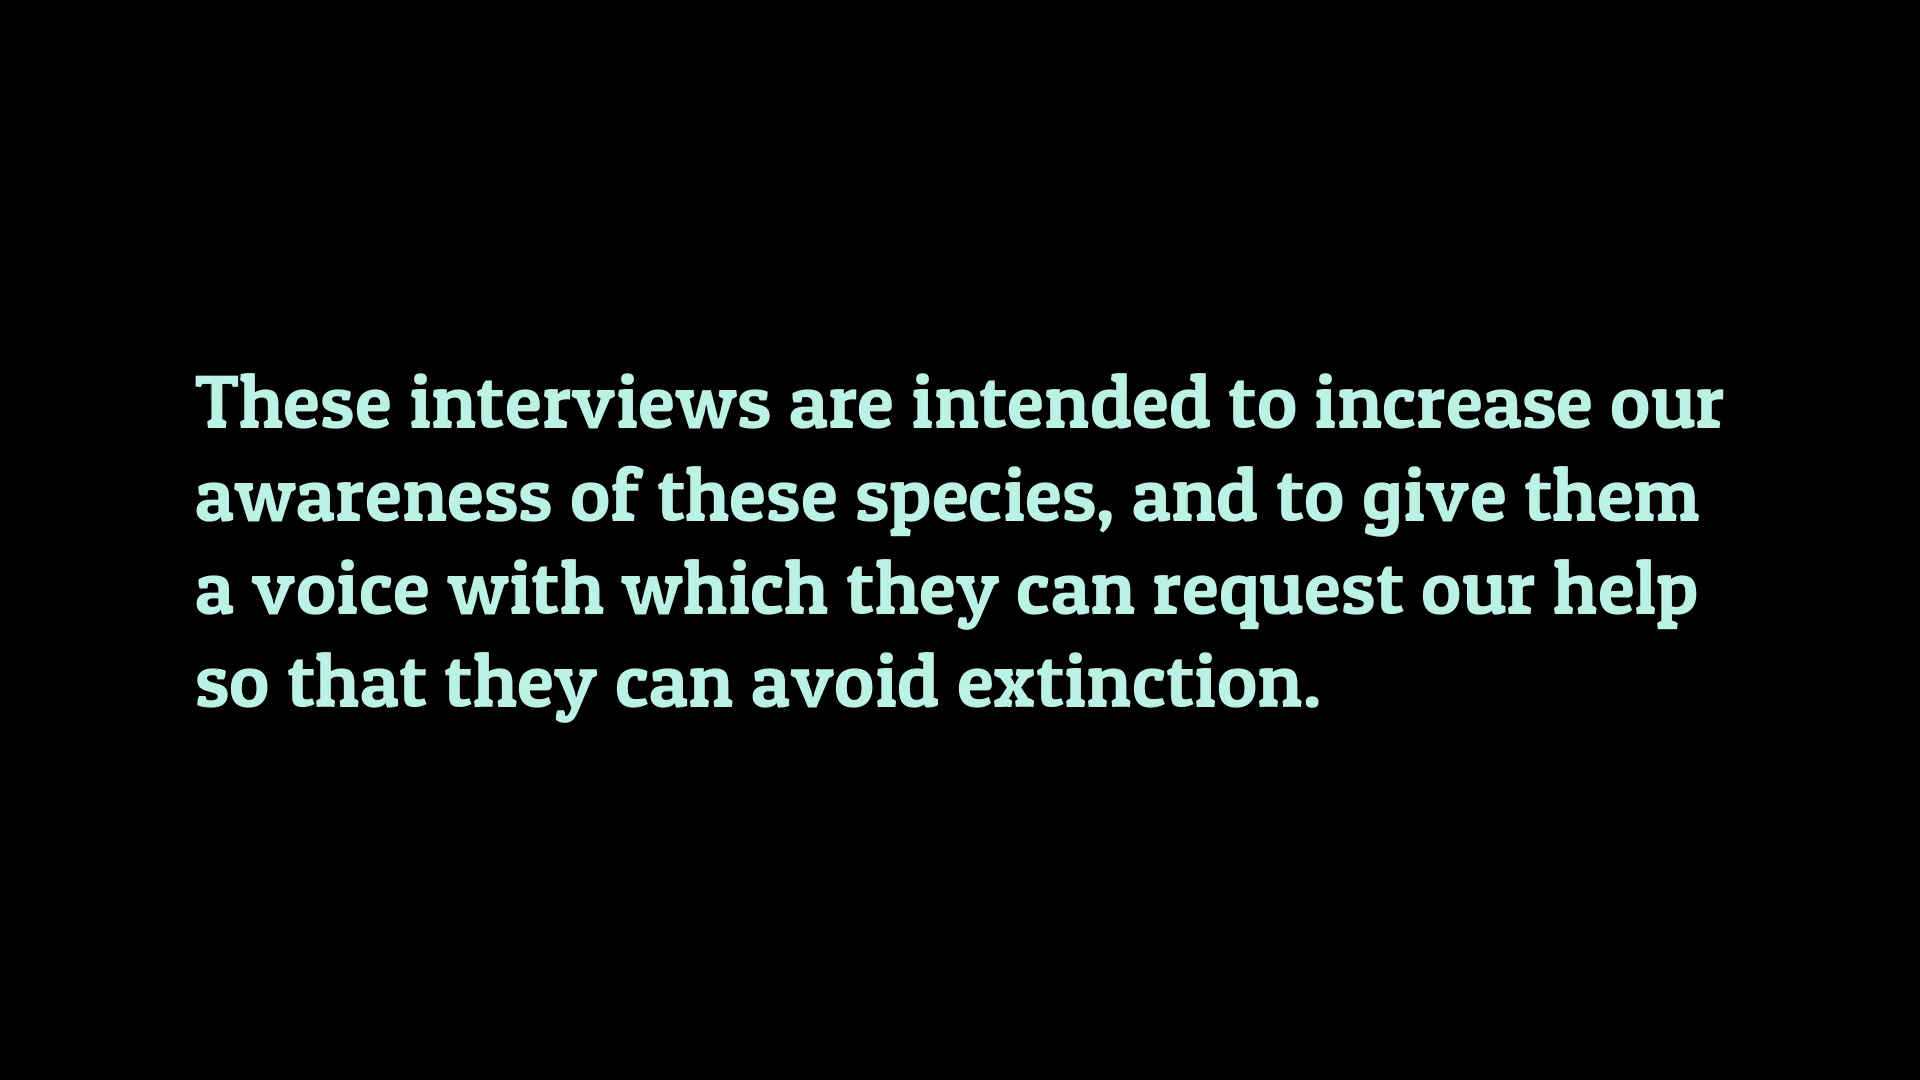 These interviews are intended to increase our
awareness of these species, and to give them
a voice with which they can request our help
so that they can avoid extinction.